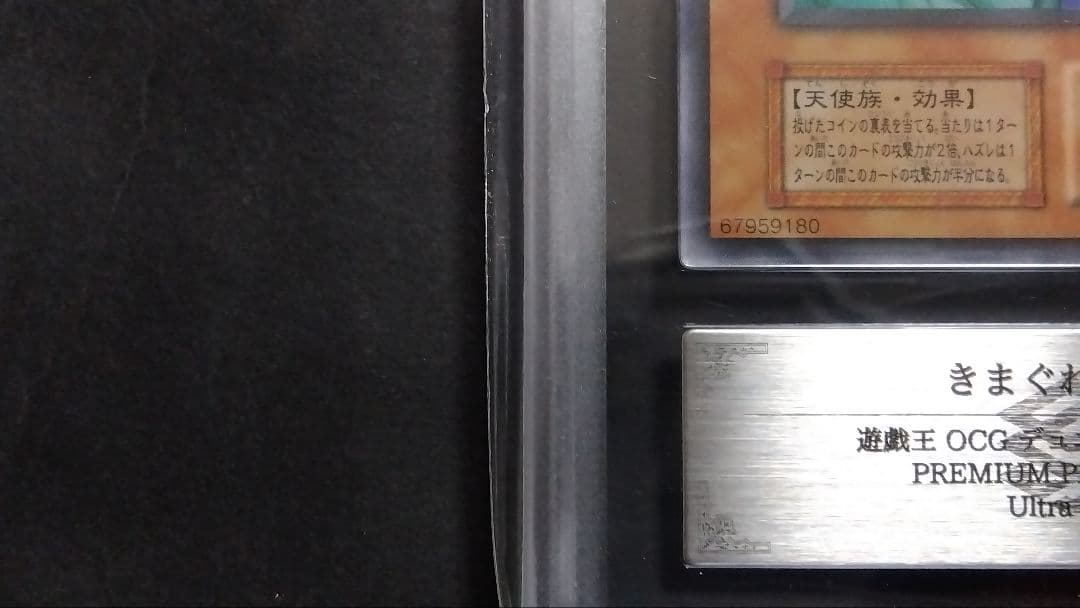 【天使族・効果】
投げたコインの裏表を当てる。当たりは1ター
ンの間このカードの攻撃力が2倍、ハズレは1
ターンの間このカードの攻撃力が半分になる。
67959180
きまぐれ
遊戯王 OCG デュエ
PREMIUM P
Ultra